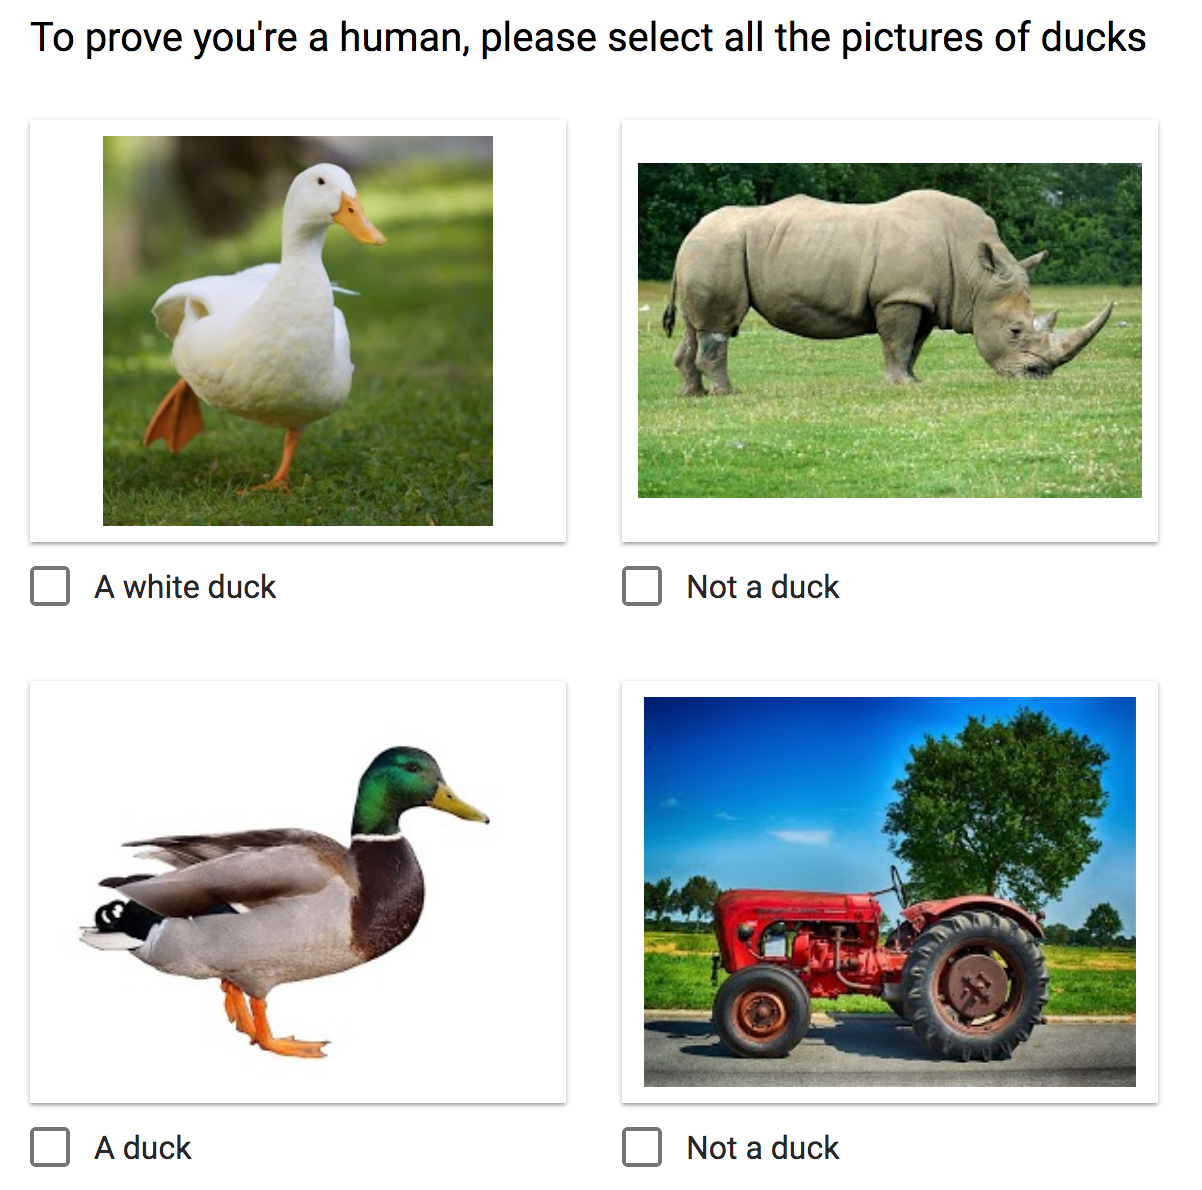 To prove you're a human, please select all the pictures of ducks
A white duck
Not a duck
A duck
Not a duck